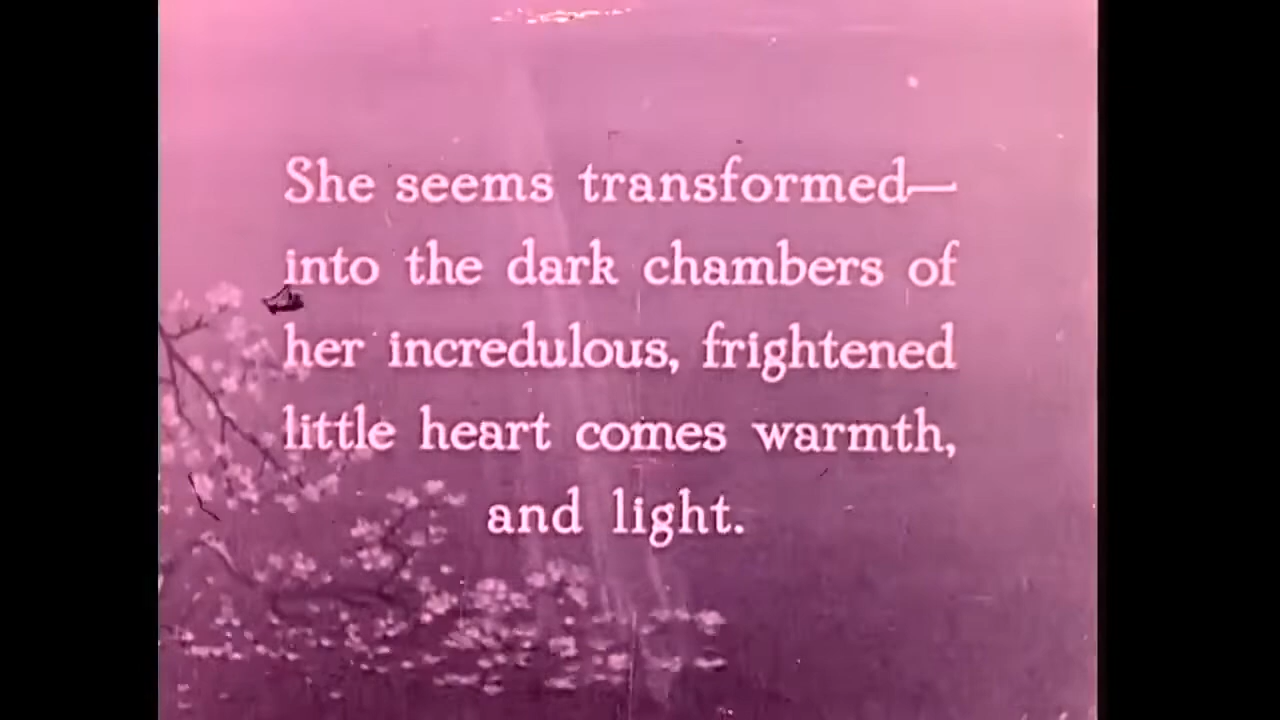 She seems transformed—
into the dark chambers of
her incredulous, frightened
little heart comes warmth,
and light.